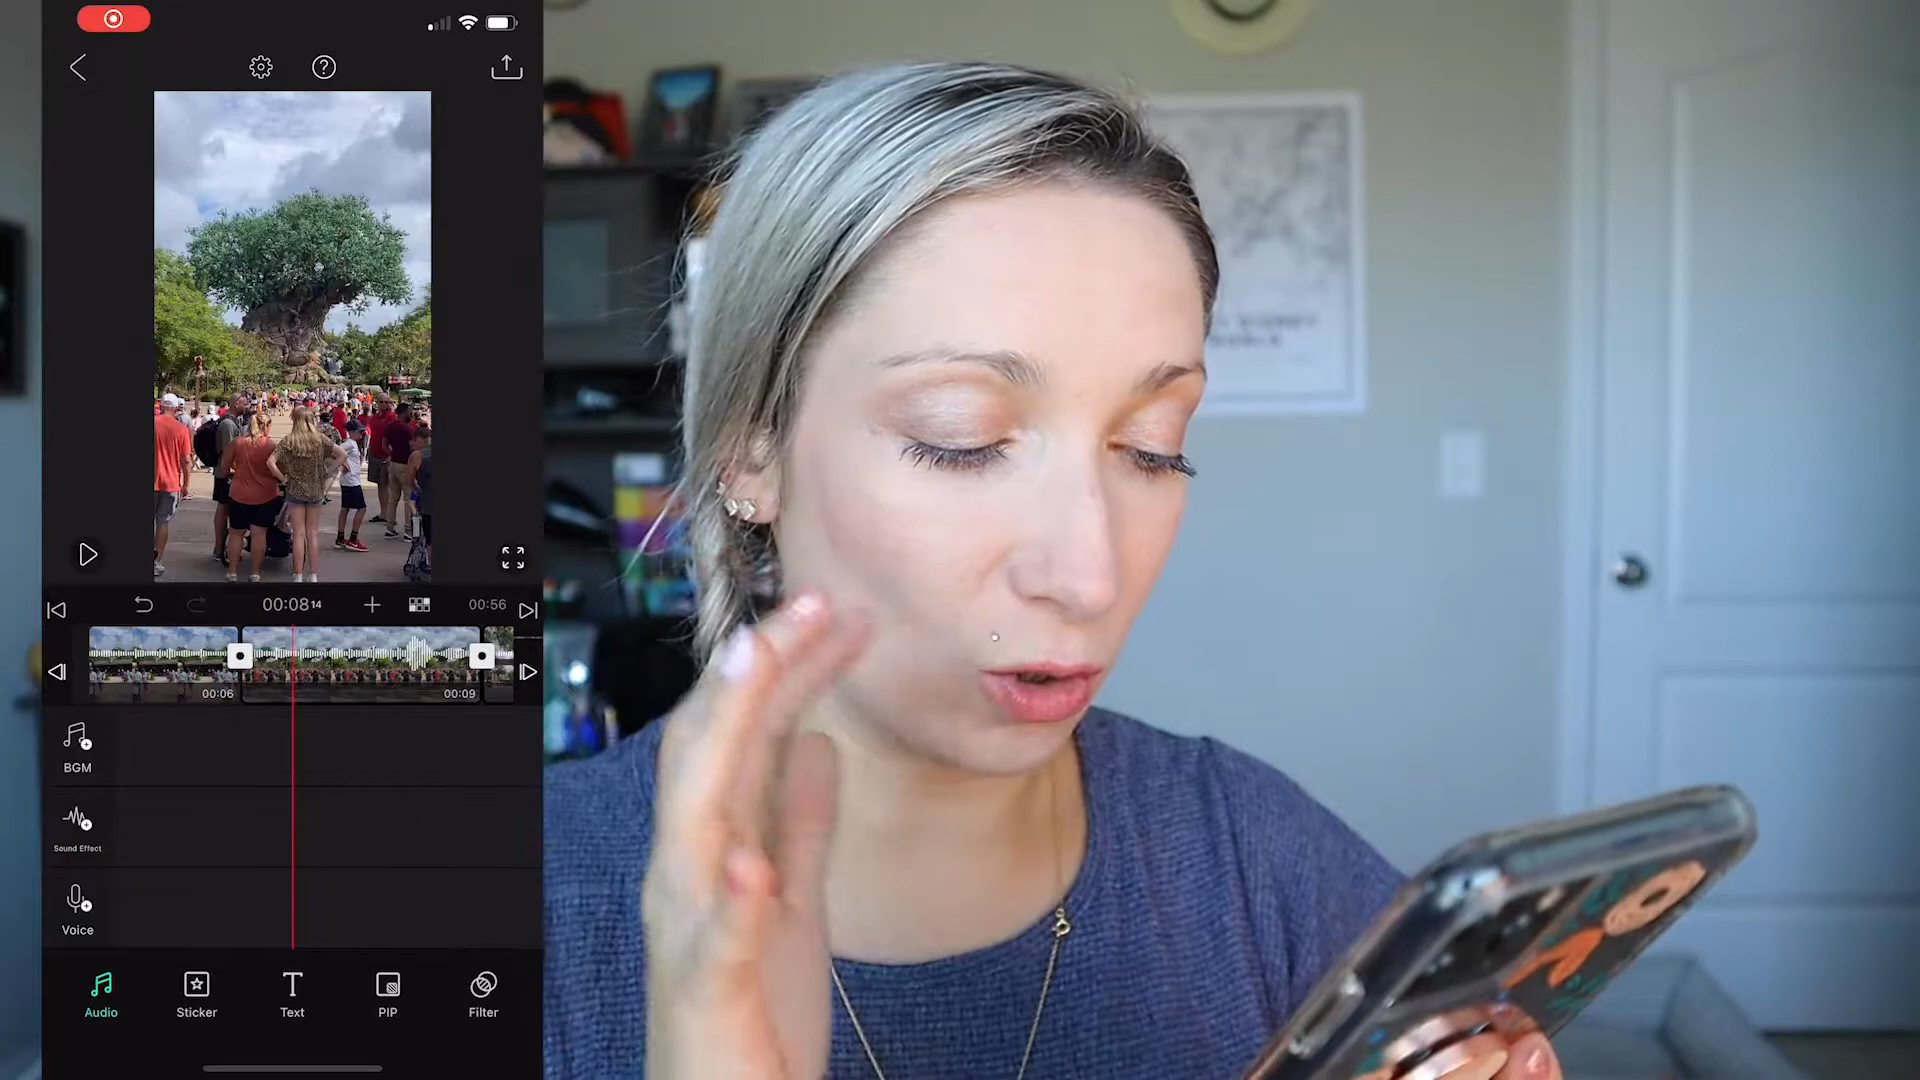 00:08 14
00:56
00:06
00:09
BGM
Sound Effect
Voice
Audio
Sticker
Text
PIP
Filter